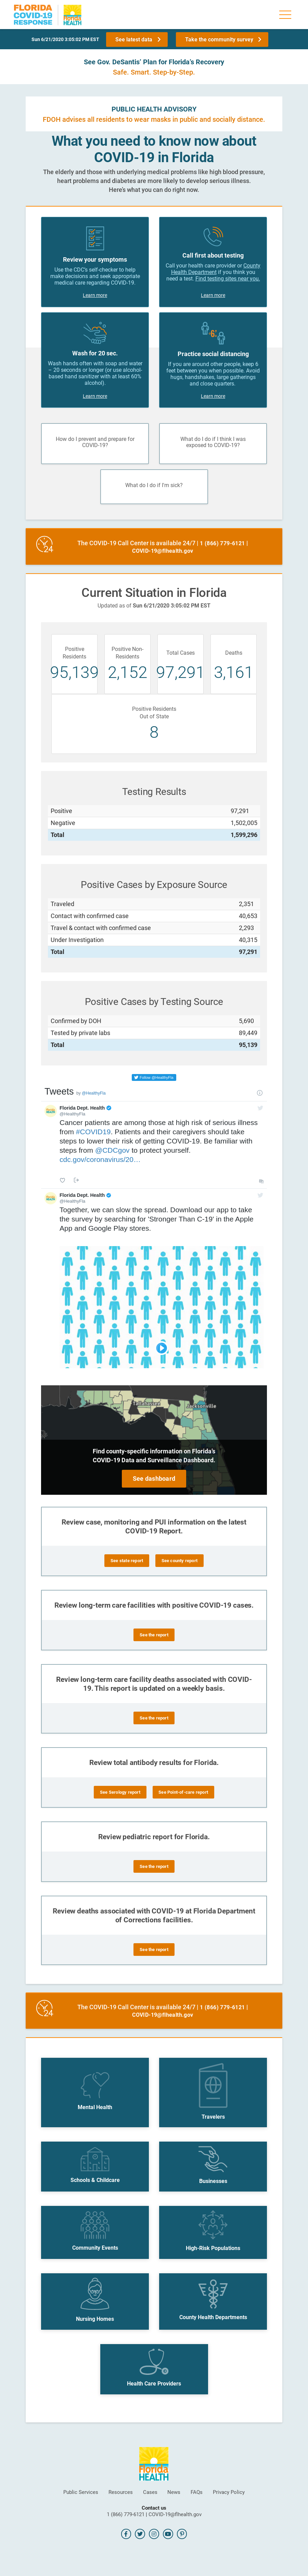 FLORIDA
COVID-19
RESPONSE
Florida
HEALTH
Sun 6/21/2020 3:05:02 PM EST
See latest data
Take the community survey
See Gov. DeSantis' Plan for Florida's Recovery
Safe. Smart. Step-by-Step.
PUBLIC HEALTH ADVISORY
FDOH advises all residents to wear masks in public and socially distance.
What you need to know now about
COVID-19 in Florida
The elderly and those with underlying medical problems like high blood pressure,
heart problems and diabetes are more likely to develop serious illness.
Here's what you can do right now.
Review your symptoms
Use the CDC's self-checker to help
make decisions and seek appropriate
medical care regarding COVID-19.
Learn more
Call first about testing
Call your health care provider or County
Health Department if you think you
need a test. Find testing sites near you.
Learn more
Wash for 20 sec.
Wash hands often with soap and water
– 20 seconds or longer (or use alcohol-
based hand sanitizer with at least 60%
alcohol).
Learn more
Practice social distancing
If you are around other people, keep 6
feet between you when possible. Avoid
hugs, handshakes, large gatherings
and close quarters.
Learn more
How do I prevent and prepare for
COVID-19?
What do I do if I think I was
exposed to COVID-19?
What do I do if I'm sick?
24
The COVID-19 Call Center is available 24/7 | 1 (866) 779-6121 |
COVID-19@flhealth.gov
Current Situation in Florida
Updated as of Sun 6/21/2020 3:05:02 PM EST
Positive
Residents
95,139
Positive Non-
Residents
2,152
Total Cases
97,291
Deaths
3,161
Positive Residents
Out of State
8
Testing Results
Positive 97,291
Negative 1,502,005
Total 1,599,296
Positive Cases by Exposure Source
Traveled 2,351
Contact with confirmed case 40,653
Travel & contact with confirmed case 2,293
Under Investigation 40,315
Total 97,291
Positive Cases by Testing Source
Confirmed by DOH 5,690
Tested by private labs 89,449
Total 95,139
Follow @HealthyFla
Tweets by @HealthyFla
Florida Dept. Health
@HealthyFla
Cancer patients are among those at high risk of serious illness
from #COVID19. Patients and their caregivers should take
steps to lower their risk of getting COVID-19. Be familiar with
steps from @CDCgov to protect yourself.
cdc.gov/coronavirus/20…
9h
Florida Dept. Health
@HealthyFla
Together, we can slow the spread. Download our app to take
the survey by searching for 'Stronger Than C-19' in the Apple
App and Google Play stores.
Tallahassee
Jacksonville
Find county-specific information on Florida's
COVID-19 Data and Surveillance Dashboard.
See dashboard
Review case, monitoring and PUI information on the latest
COVID-19 Report.
See state report
See county report
Review long-term care facilities with positive COVID-19 cases.
See the report
Review long-term care facility deaths associated with COVID-
19. This report is updated on a weekly basis.
See the report
Review total antibody results for Florida.
See Serology report
See Point-of-care report
Review pediatric report for Florida.
See the report
Review deaths associated with COVID-19 at Florida Department
of Corrections facilities.
See the report
24
The COVID-19 Call Center is available 24/7 | 1 (866) 779-6121 |
COVID-19@flhealth.gov
Mental Health
Travelers
Schools & Childcare
Businesses
Community Events
High-Risk Populations
Nursing Homes
County Health Departments
Health Care Providers
Florida
HEALTH
Public Services Resources Cases News FAQs Privacy Policy
Contact us
1 (866) 779-6121 | COVID-19@flhealth.gov